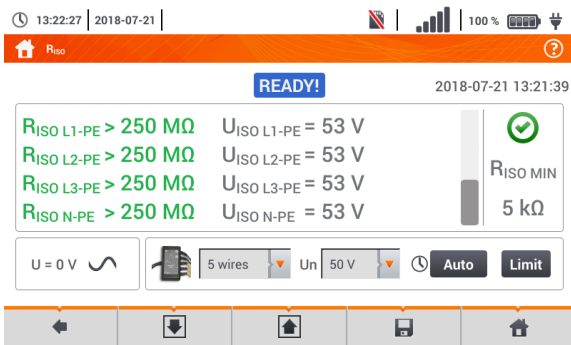 13:22:27 2018-07-21 100 %
RISO ?
READY! 2018-07-21 13:21:39
RISO L1-PE > 250 MΩ UISO L1-PE = 53 V
RISO L2-PE > 250 MΩ UISO L2-PE = 53 V
RISO L3-PE > 250 MΩ UISO L3-PE = 53 V
RISO N-PE > 250 MΩ UISO N-PE = 53 V
RISO MIN
5 kΩ
U = 0 V 5 wires Un 50 V Auto Limit